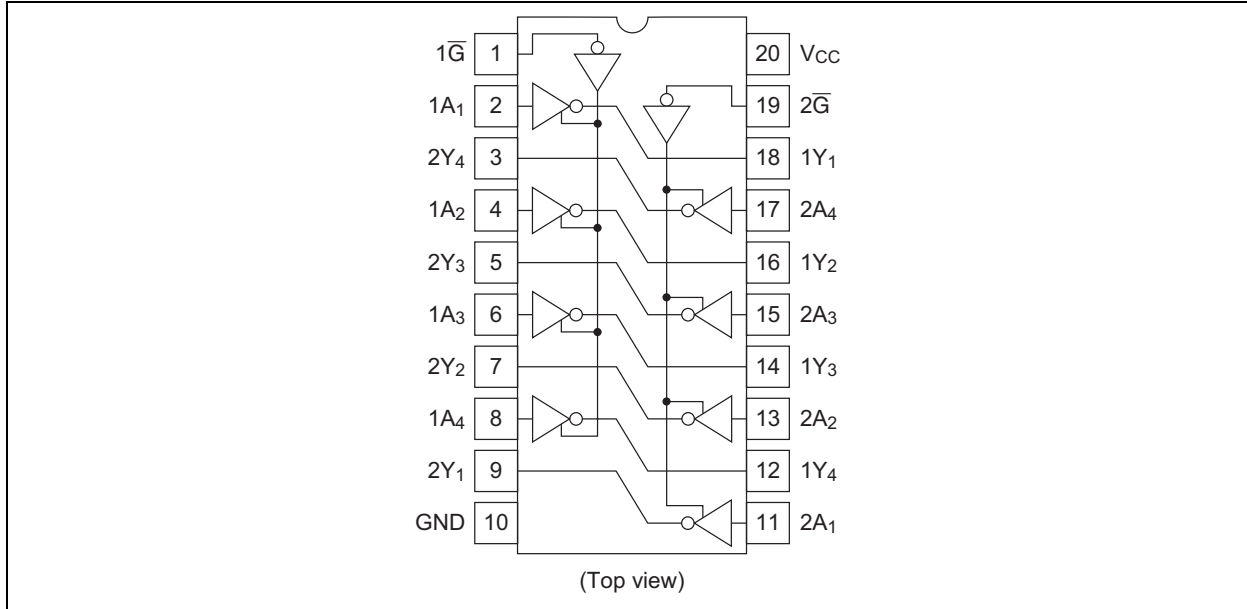 1G̅ 1 20 VCC
1A1 2 19 2G̅
2Y4 3 18 1Y1
1A2 4 17 2A4
2Y3 5 16 1Y2
1A3 6 15 2A3
2Y2 7 14 1Y3
1A4 8 13 2A2
2Y1 9 12 1Y4
GND 10 11 2A1
(Top view)